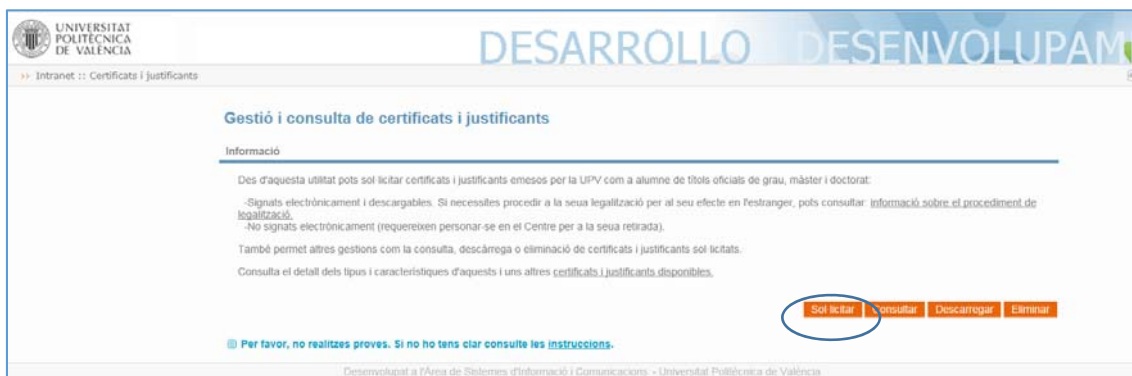 UNIVERSITAT
POLITÈCNICA
DE VALÈNCIA
DESARROLLO DESENVOLUPAM
Intranet :: Certificats i justificants
Gestió i consulta de certificats i justificants
Informació
Des d'aquesta utilitat pots sol·licitar certificats i justificants emesos per la UPV com a alumne de títols oficials de grau, màster i doctorat:
-Signats electrònicament i descargables. Si necessites procedir a la seua legalització per al seu efecte en l'estranger, pots consultar: informació sobre el procediment de
legalització.
-No signats electrònicament (requereixen personar-se en el Centre per a la seua retirada).
També permet altres gestions com la consulta, descàrrega o eliminació de certificats i justificants sol·licitats.
Consulta el detall dels tipus i característiques d'aquests i uns altres certificats i justificants disponibles.
Sol·licitar Consultar Descarregar Eliminar
Per favor, no realitzes proves. Si no ho tens clar consulte les instruccions.
Desenvolupat a l'Àrea de Sistemes d'Informació i Comunicacions - Universitat Politècnica de València